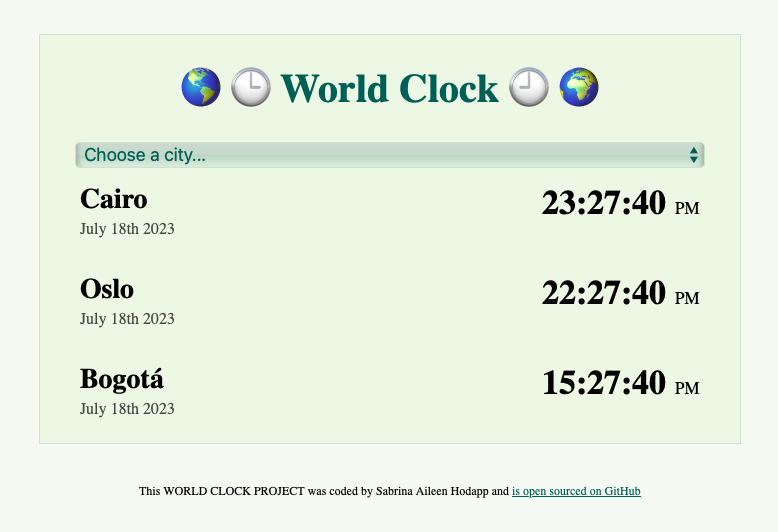 World Clock
Choose a city...
Cairo 23:27:40 PM
July 18th 2023
Oslo 22:27:40 PM
July 18th 2023
Bogotá 15:27:40 PM
July 18th 2023
This WORLD CLOCK PROJECT was coded by Sabrina Aileen Hodapp and is open sourced on GitHub